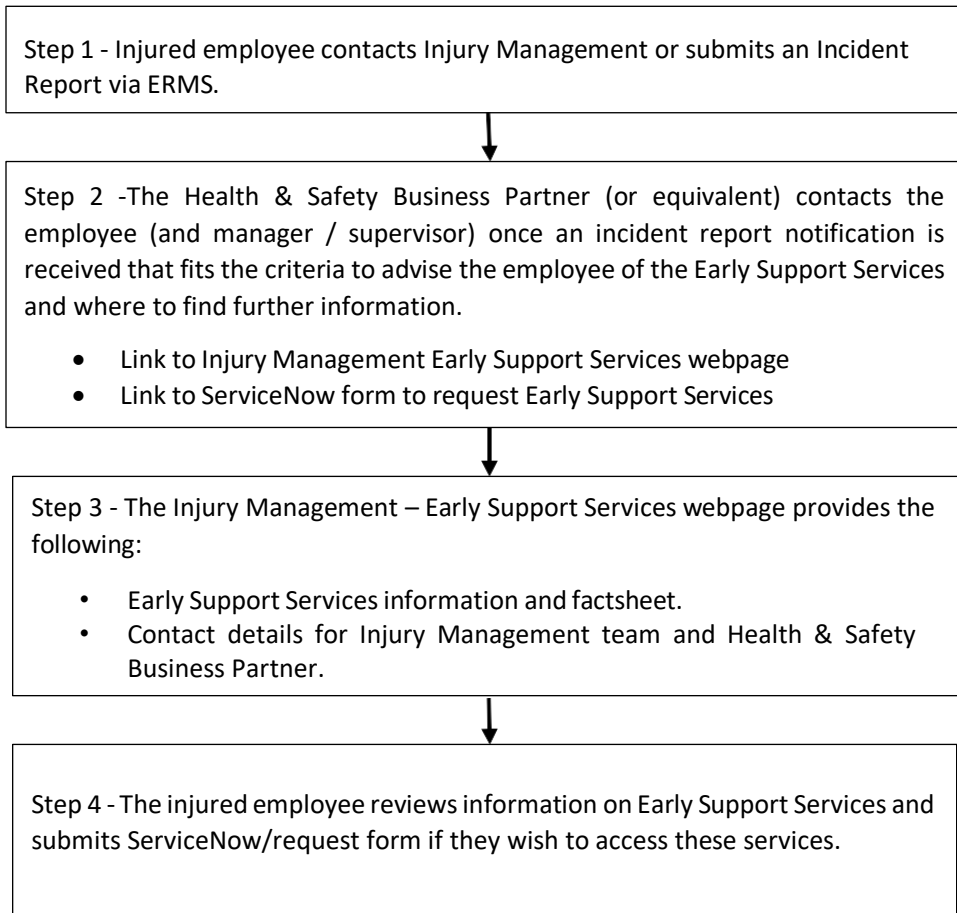 Step 1 - Injured employee contacts Injury Management or submits an Incident
Report via ERMS.
Step 2 -The Health & Safety Business Partner (or equivalent) contacts the
employee (and manager / supervisor) once an incident report notification is
received that fits the criteria to advise the employee of the Early Support Services
and where to find further information.
• Link to Injury Management Early Support Services webpage
• Link to ServiceNow form to request Early Support Services
Step 3 - The Injury Management – Early Support Services webpage provides the
following:
• Early Support Services information and factsheet.
• Contact details for Injury Management team and Health & Safety
Business Partner.
Step 4 - The injured employee reviews information on Early Support Services and
submits ServiceNow/request form if they wish to access these services.